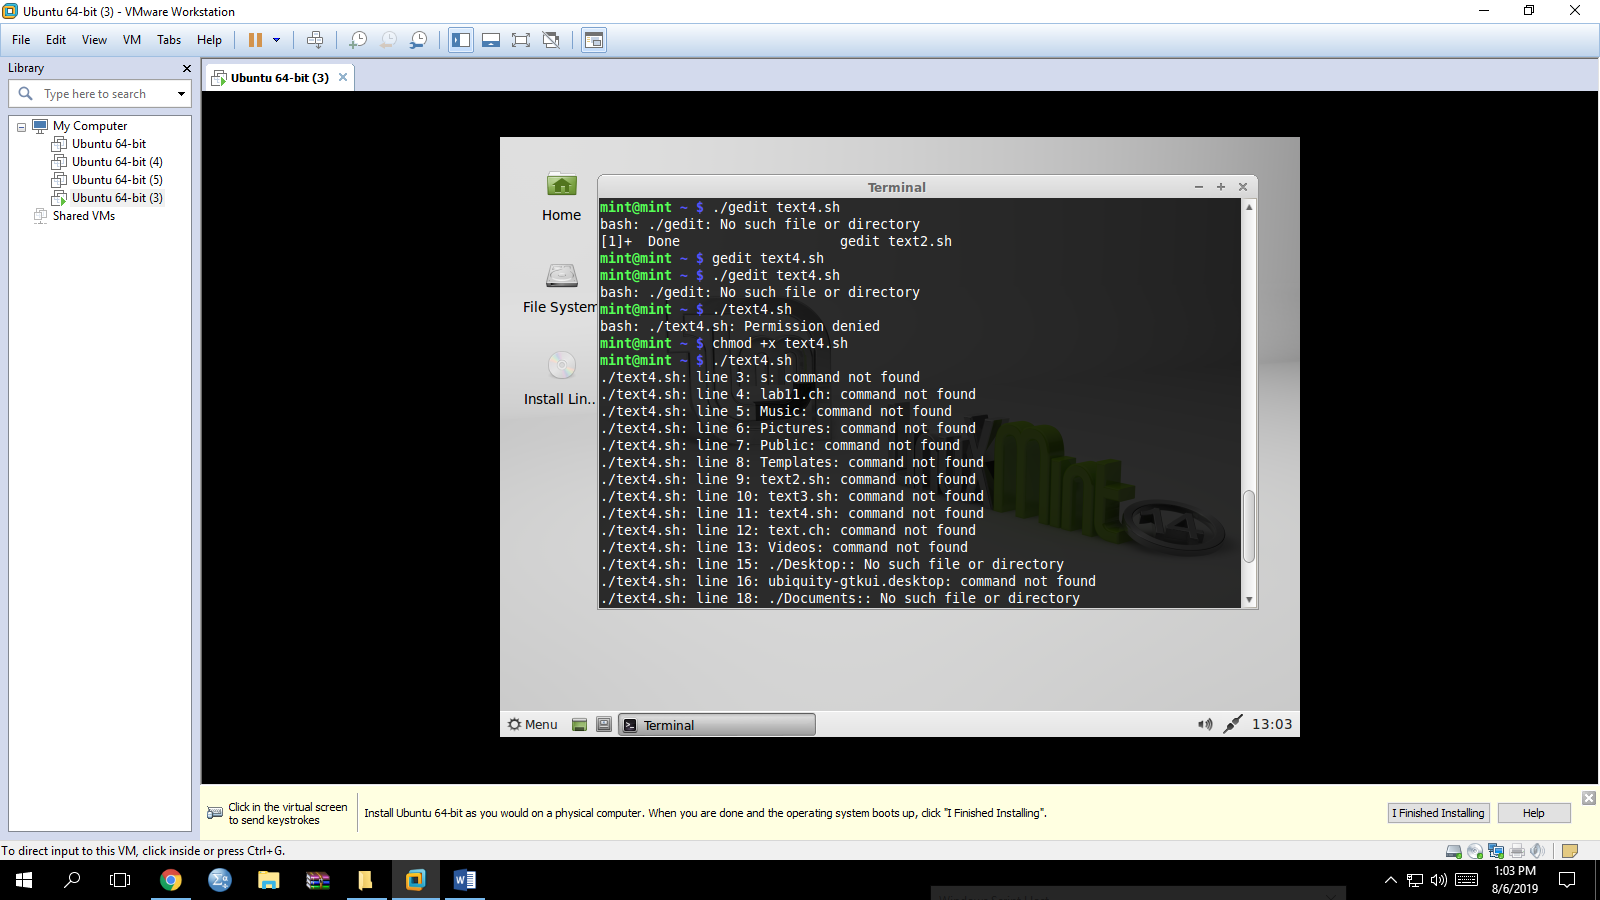 Ubuntu 64-bit (3) - VMware Workstation
File Edit View VM Tabs Help
Library
Type here to search
My Computer
Ubuntu 64-bit
Ubuntu 64-bit (4)
Ubuntu 64-bit (5)
Ubuntu 64-bit (3)
Shared VMs
Ubuntu 64-bit (3)
Home
File System
Install Lin...
Terminal
mint@mint ~ $ ./gedit text4.sh
bash: ./gedit: No such file or directory
[1]+  Done                    gedit text2.sh
mint@mint ~ $ gedit text4.sh
mint@mint ~ $ ./gedit text4.sh
bash: ./gedit: No such file or directory
mint@mint ~ $ ./text4.sh
bash: ./text4.sh: Permission denied
mint@mint ~ $ chmod +x text4.sh
mint@mint ~ $ ./text4.sh
./text4.sh: line 3: s: command not found
./text4.sh: line 4: lab11.ch: command not found
./text4.sh: line 5: Music: command not found
./text4.sh: line 6: Pictures: command not found
./text4.sh: line 7: Public: command not found
./text4.sh: line 8: Templates: command not found
./text4.sh: line 9: text2.sh: command not found
./text4.sh: line 10: text3.sh: command not found
./text4.sh: line 11: text4.sh: command not found
./text4.sh: line 12: text.ch: command not found
./text4.sh: line 13: Videos: command not found
./text4.sh: line 15: ./Desktop:: No such file or directory
./text4.sh: line 16: ubiquity-gtkui.desktop: command not found
./text4.sh: line 18: ./Documents:: No such file or directory
Menu
Terminal
13:03
Click in the virtual screen
to send keystrokes
Install Ubuntu 64-bit as you would on a physical computer. When you are done and the operating system boots up, click "I Finished Installing".
I Finished Installing
Help
To direct input to this VM, click inside or press Ctrl+G.
1:03 PM
8/6/2019